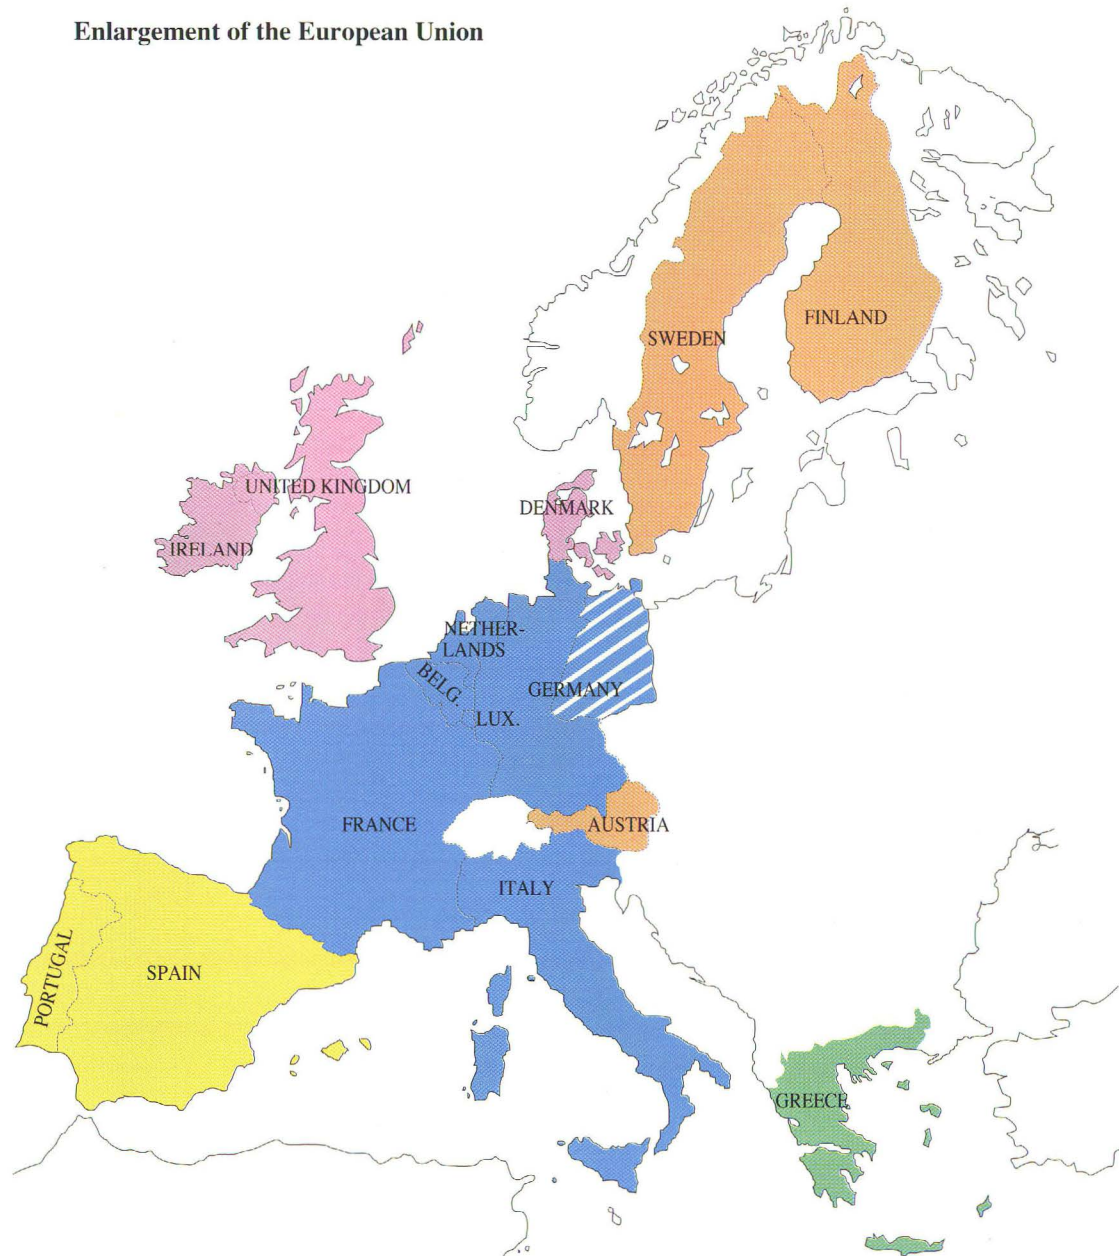 Enlargement of the European Union
FINLAND
SWEDEN
UNITED KINGDOM
DENMARK
IRELAND
NETHER-
LANDS
BELG.
GERMANY
LUX.
FRANCE
AUSTRIA
ITALY
PORTUGAL
SPAIN
GREECE